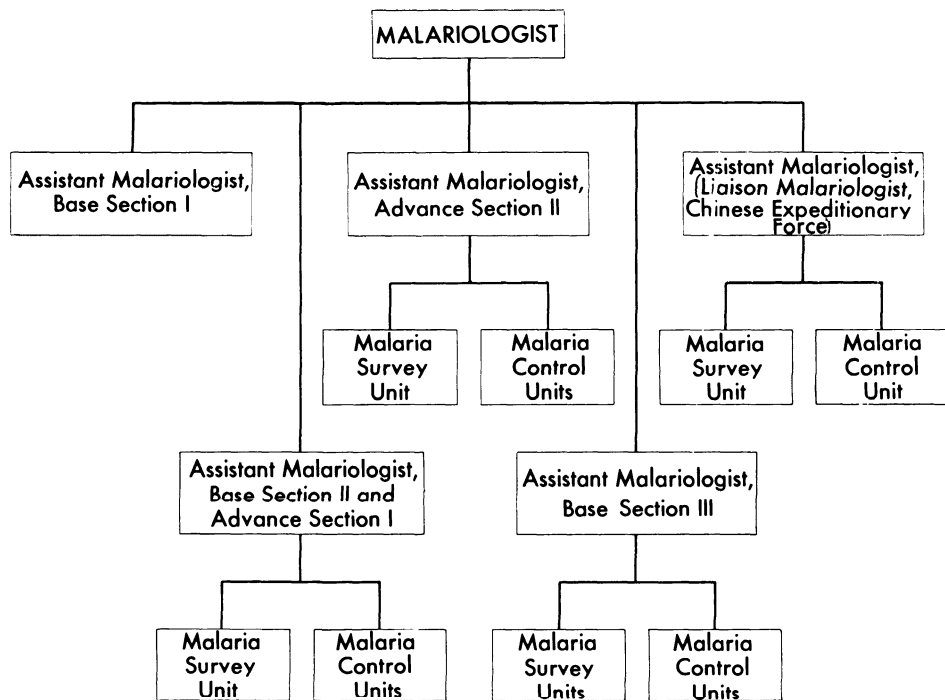 MALARIOLOGIST
Assistant Malariologist,
Base Section I
Assistant Malariologist,
Advance Section II
Assistant Malariologist,
(Liaison Malariologist,
Chinese Expeditionary
Force)
Malaria
Survey
Unit
Malaria
Control
Units
Malaria
Survey
Unit
Malaria
Control
Unit
Assistant Malariologist,
Base Section II and
Advance Section I
Assistant Malariologist,
Base Section III
Malaria
Survey
Unit
Malaria
Control
Units
Malaria
Survey
Units
Malaria
Control
Units